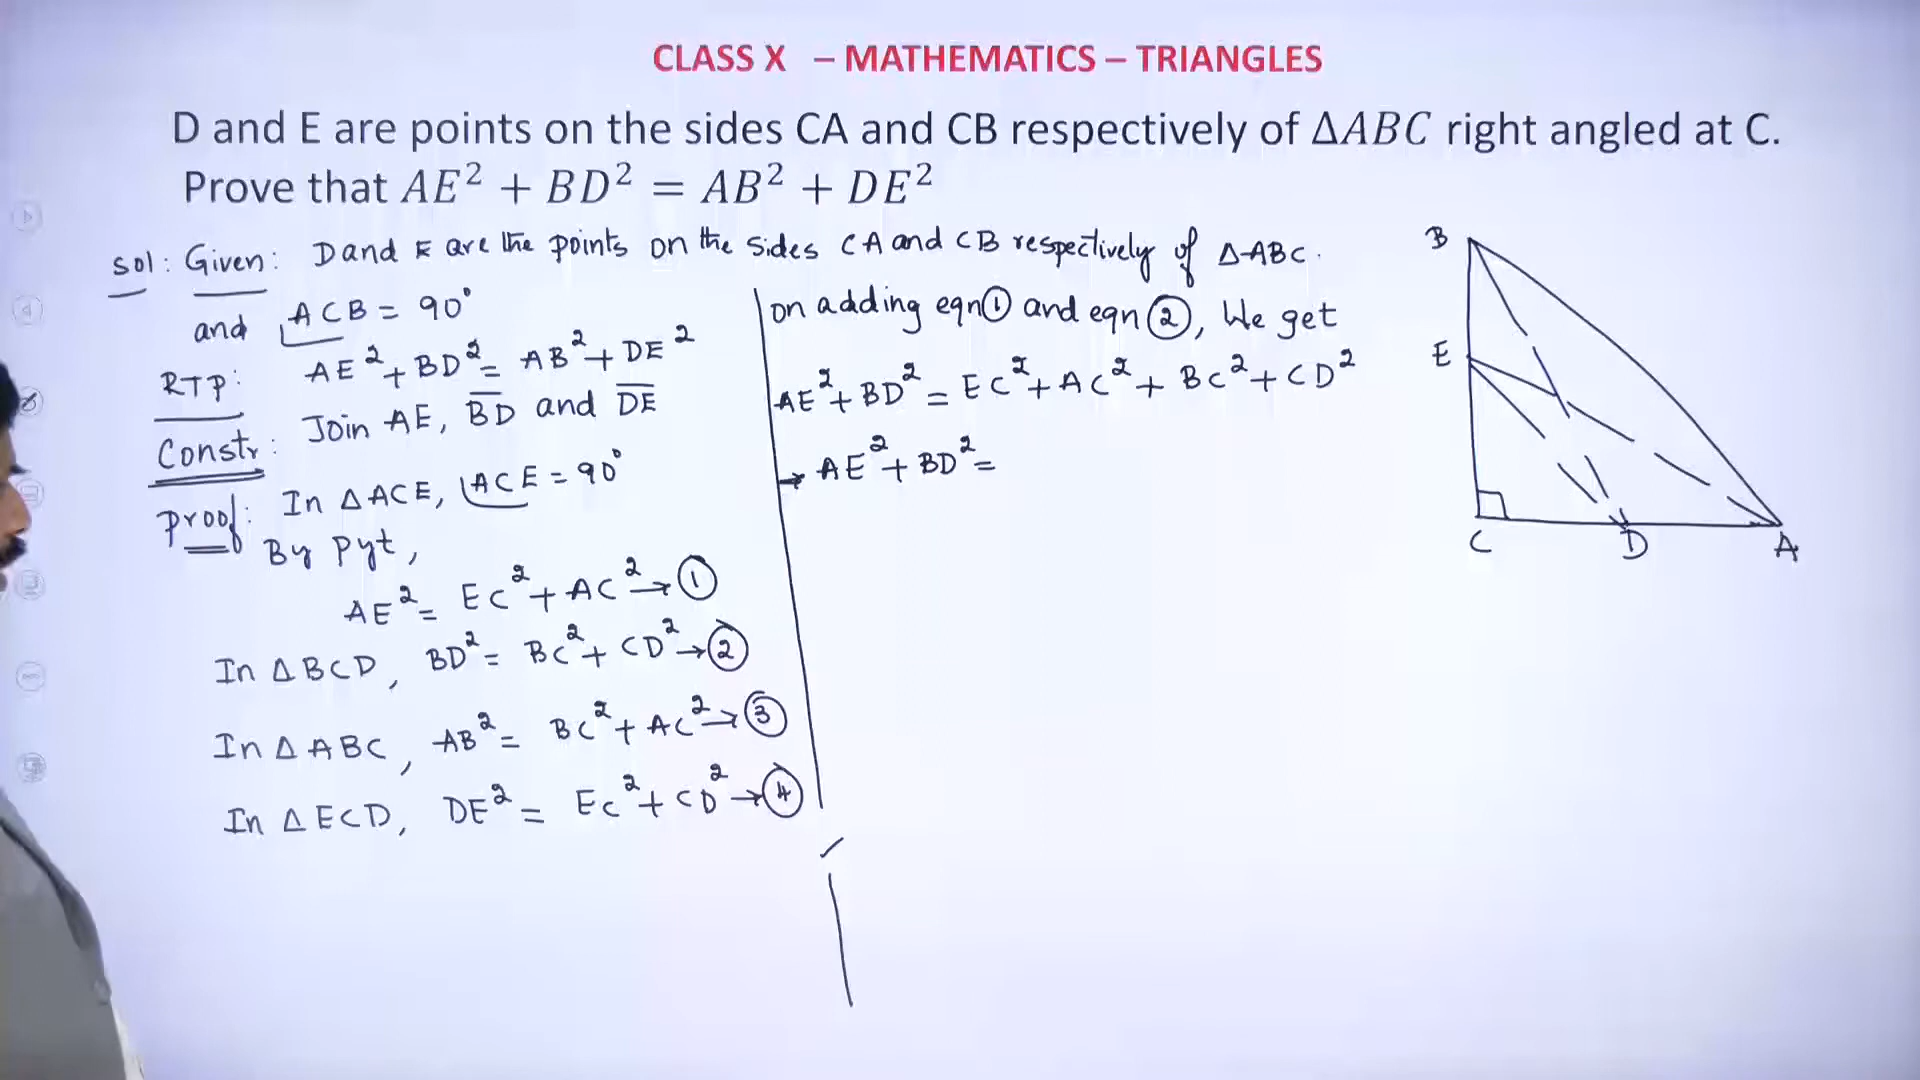 CLASS X – MATHEMATICS – TRIANGLES
D and E are points on the sides CA and CB respectively of ΔABC right angled at C.
Prove that AE² + BD² = AB² + DE²
Sol: Given: D and E are the points on the sides CA and CB respectively of ΔABC.
and ∠ACB = 90°
RTP: AE² + BD² = AB² + DE²
Constr: Join AE, BD and DE
Proof: In ΔACE, ∠ACE = 90°
By Pyt,
AE² = EC² + AC² → ①
In ΔBCD, BD² = BC² + CD² → ②
In ΔABC, AB² = BC² + AC² → ③
In ΔECD, DE² = EC² + CD² → ④
on adding eqn ① and eqn ②, We get
AE² + BD² = EC² + AC² + BC² + CD²
→ AE² + BD² =
B
E
C
D
A